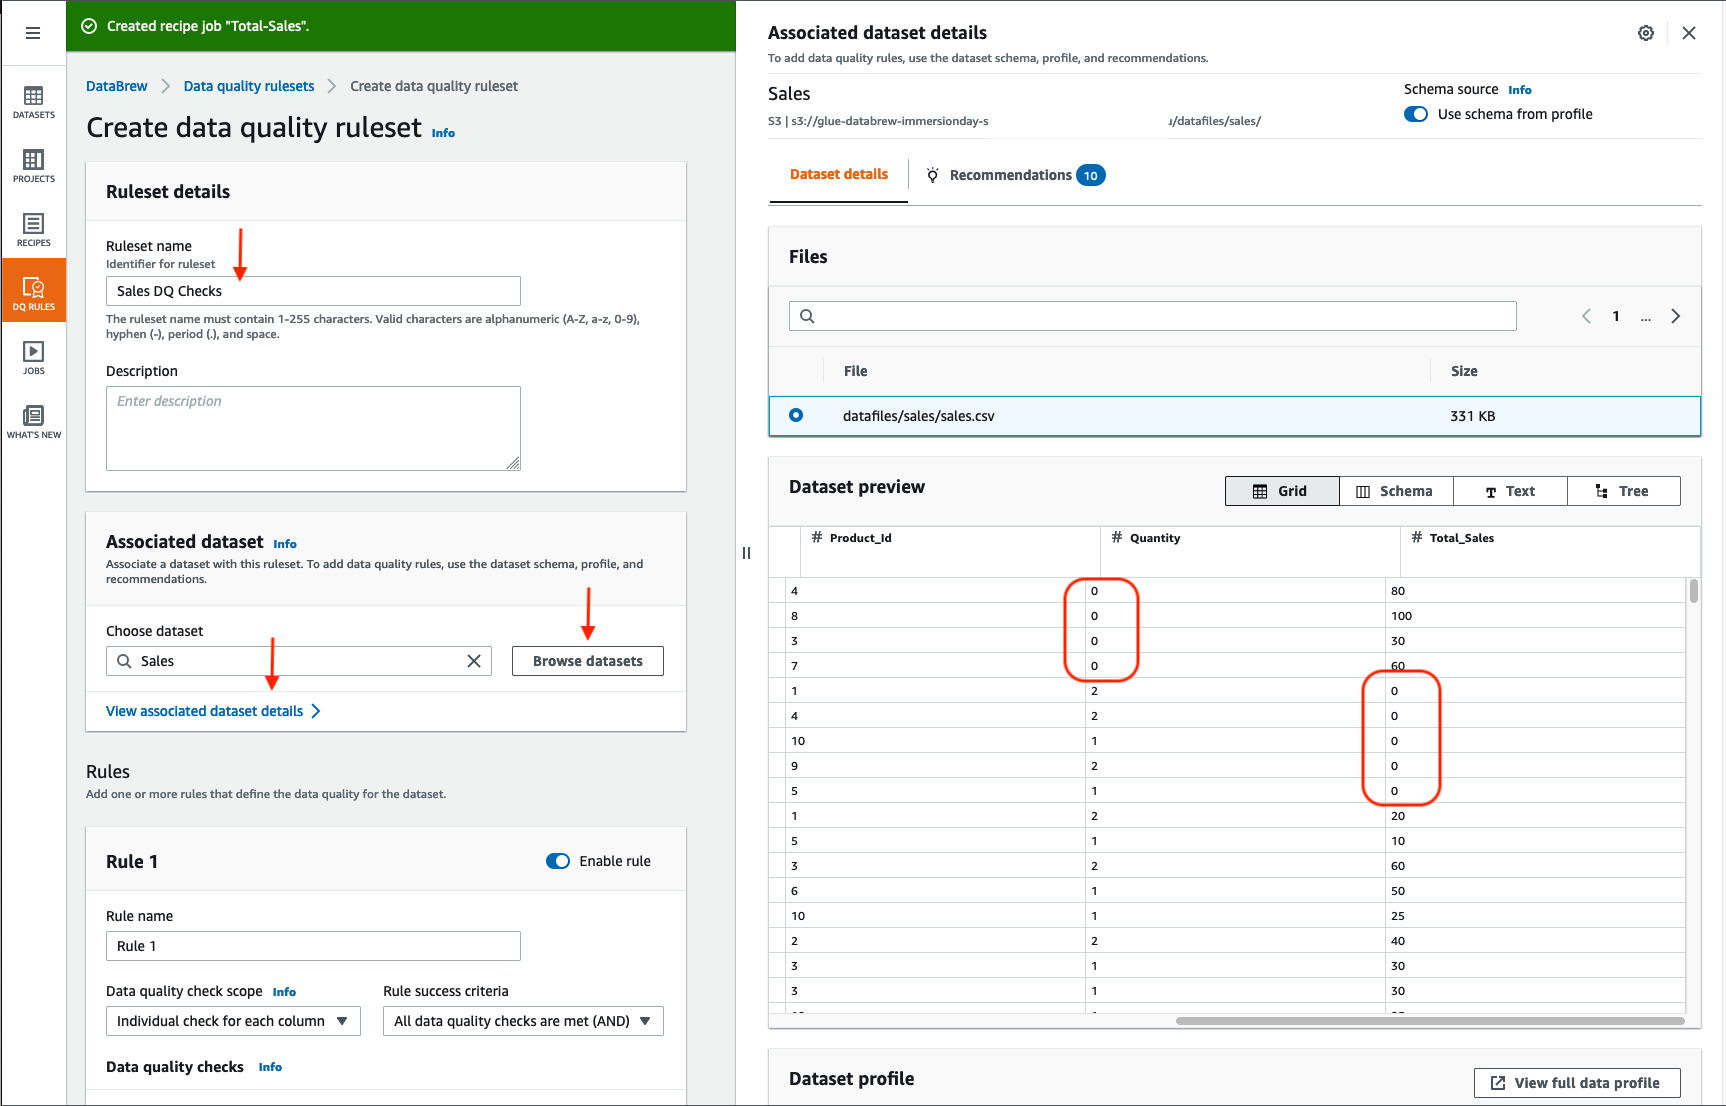 Created recipe job "Total-Sales".
DATASETS
PROJECTS
RECIPES
DQ RULES
JOBS
WHAT'S NEW
DataBrew
Data quality rulesets
Create data quality ruleset
Create data quality ruleset Info
Ruleset details
Ruleset name
Identifier for ruleset
Sales DQ Checks
The ruleset name must contain 1-255 characters. Valid characters are alphanumeric (A-Z, a-z, 0-9),
hyphen (-), period (.), and space.
Description
Enter description
Associated dataset Info
Associate a dataset with this ruleset. To add data quality rules, use the dataset schema, profile, and
recommendations.
Choose dataset
Sales
Browse datasets
View associated dataset details
Rules
Add one or more rules that define the data quality for the dataset.
Rule 1
Enable rule
Rule name
Rule 1
Data quality check scope Info
Rule success criteria
Individual check for each column
All data quality checks are met (AND)
Data quality checks Info
Associated dataset details
To add data quality rules, use the dataset schema, profile, and recommendations.
Sales
S3 | s3://glue-databrew-immersionday-s /datafiles/sales/
Schema source Info
Use schema from profile
Dataset details
Recommendations 10
Files
1 ...
File Size
datafiles/sales/sales.csv 331 KB
Dataset preview
Grid Schema Text Tree
# Product_Id # Quantity # Total_Sales
4 0 80
8 0 100
3 0 30
7 0 60
1 2 0
4 2 0
10 1 0
9 2 0
5 1 0
1 2 20
5 1 10
3 2 60
6 1 50
10 1 25
2 2 40
3 1 30
3 1 30
Dataset profile
View full data profile